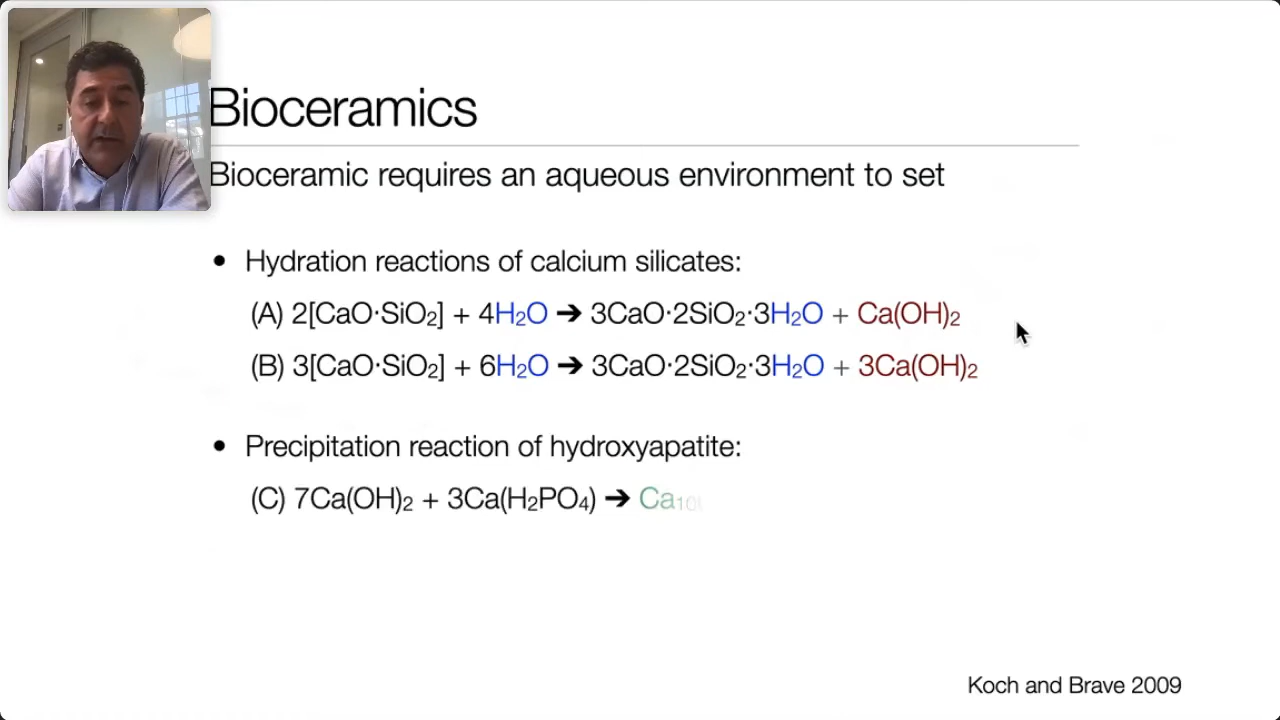 Bioceramics
Bioceramic requires an aqueous environment to set
• Hydration reactions of calcium silicates:
(A) 2[CaO·SiO₂] + 4H₂O ➔ 3CaO·2SiO₂·3H₂O + Ca(OH)₂
(B) 3[CaO·SiO₂] + 6H₂O ➔ 3CaO·2SiO₂·3H₂O + 3Ca(OH)₂
• Precipitation reaction of hydroxyapatite:
(C) 7Ca(OH)₂ + 3Ca(H₂PO₄) ➔ Ca₁₀
Koch and Brave 2009